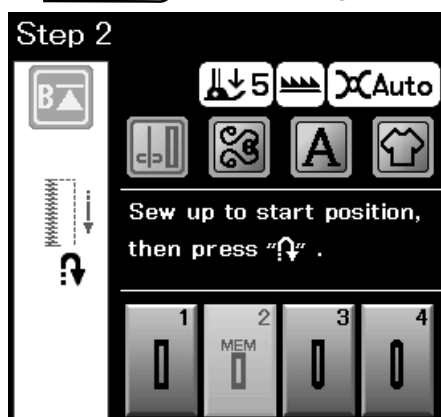 Step 2
B
5
Auto
A
Sew up to start position,
then press "" .
1
2
3
4
MEM